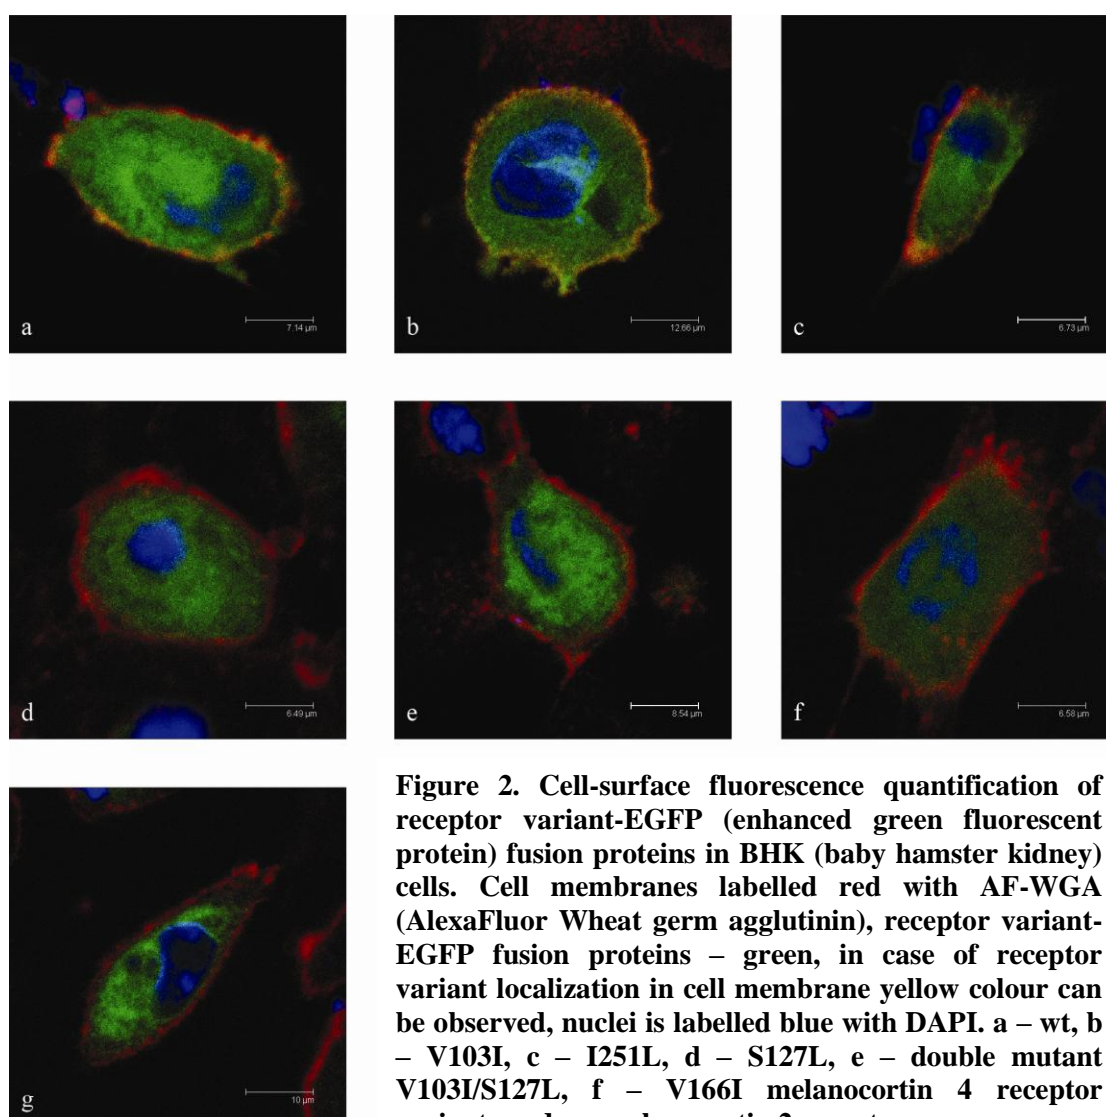 a
7.14 µm
b
12.66 µm
c
6.73 µm
d
6.49 µm
e
8.54 µm
f
6.58 µm
g
10 µm
Figure 2. Cell-surface fluorescence quantification of
receptor variant-EGFP (enhanced green fluorescent
protein) fusion proteins in BHK (baby hamster kidney)
cells. Cell membranes labelled red with AF-WGA
(AlexaFluor Wheat germ agglutinin), receptor variant-
EGFP fusion proteins – green, in case of receptor
variant localization in cell membrane yellow colour can
be observed, nuclei is labelled blue with DAPI. a – wt, b
– V103I, c – I251L, d – S127L, e – double mutant
V103I/S127L, f – V166I melanocortin 4 receptor